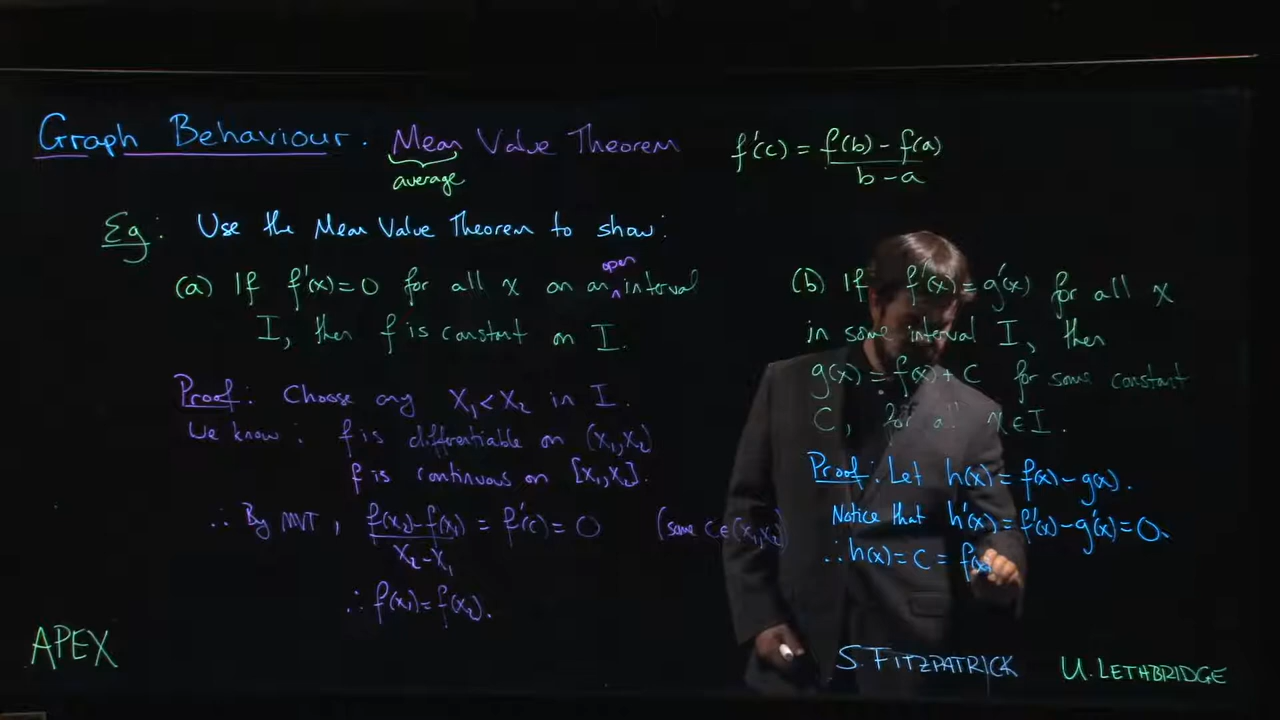 Graph Behaviour. Mean Value Theorem f'(c) = f(b) - f(a) / b - a
average
Eg: Use the Mean Value Theorem to show:
(a) If f'(x) = 0 for all x on an open interval
I, then f is constant on I.
Proof: Choose any x₁ < x₂ in I.
We know: f is differentiable on (x₁, x₂)
f is continuous on [x₁, x₂].
∴ By MVT, f(x₂) - f(x₁) / x₂ - x₁ = f'(c) = 0 (some c ∈ (x₁, x₂))
∴ f(x₁) = f(x₂).
(b) If f'(x) = g'(x) for all x
in some interval I, then
g(x) = f(x) + C for some constant
C, for all x ∈ I.
Proof: Let h(x) = f(x) - g(x).
Notice that h'(x) = f'(x) - g'(x) = 0.
∴ h(x) = C = f(x)
APEX
S. FITZPATRICK U. LETHBRIDGE